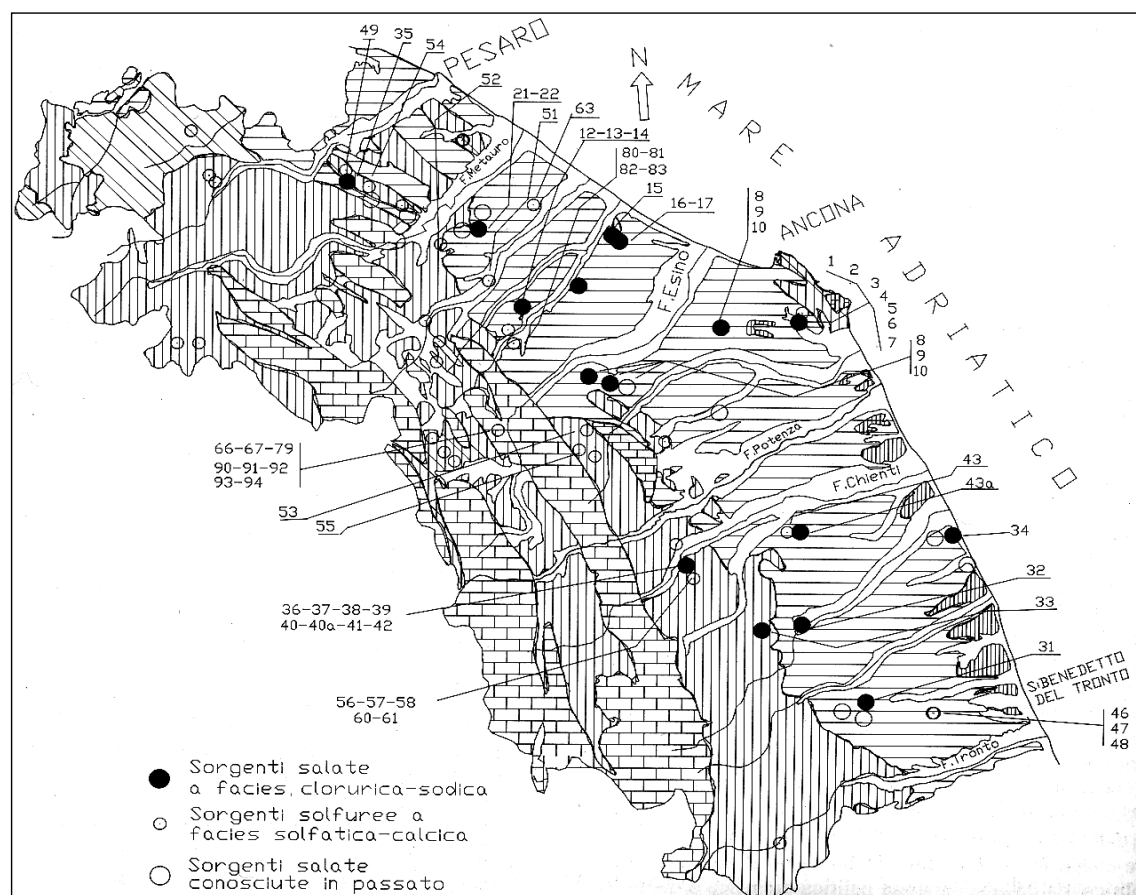 49
35
54
PESARO
52
21-22
51
63
12-13-14
80-81
82-83
15
16-17
N
MARE ADRIATICO
F.Metauro
8
9
10
ANCONA
F.Esino
1
2
3
4
5
6
7
8
9
10
F.Potenza
F.Chienti
66-67-79
90-91-92
93-94
53
55
43
43a
34
36-37-38-39
40-40a-41-42
32
33
31
56-57-58
60-61
S.BENEDETTO
DEL TRONTO
46
47
48
F.Tronto
Sorgenti salate
a facies, clorurica-sodica
Sorgenti solfuree a
facies solfatica-calcica
Sorgenti salate
conosciute in passato